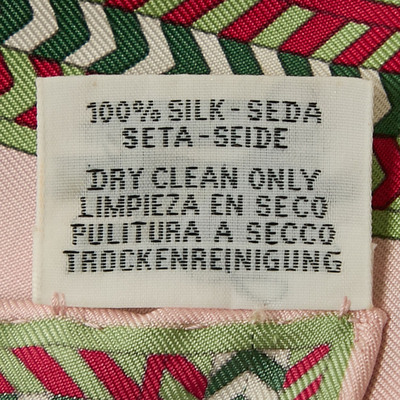 100% SILK-SEDA
SETA-SEIDE
DRY CLEAN ONLY
LIMPIEZA EN SECO
PULITURA A SECCO
TROCKENREINIGUNG